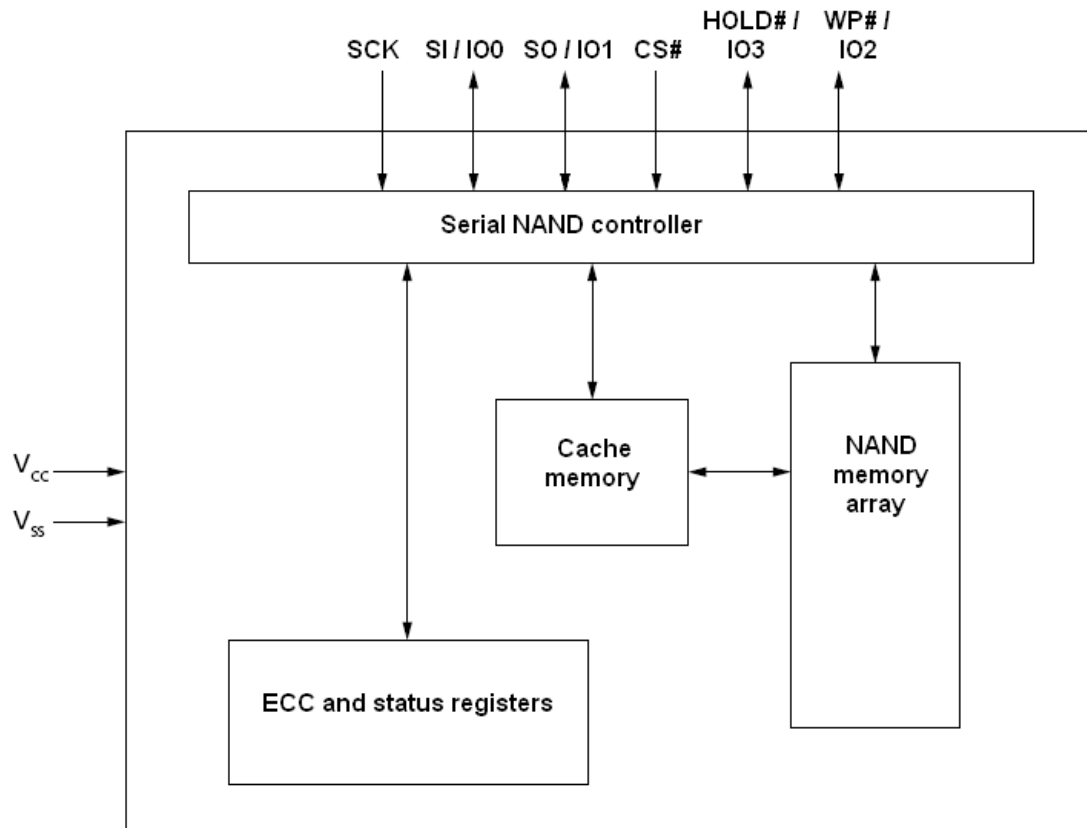 HOLD# / WP# /
SCK SI / IO0 SO / IO1 CS# IO3 IO2
Serial NAND controller
Cache
memory
NAND
memory
array
Vcc
Vss
ECC and status registers